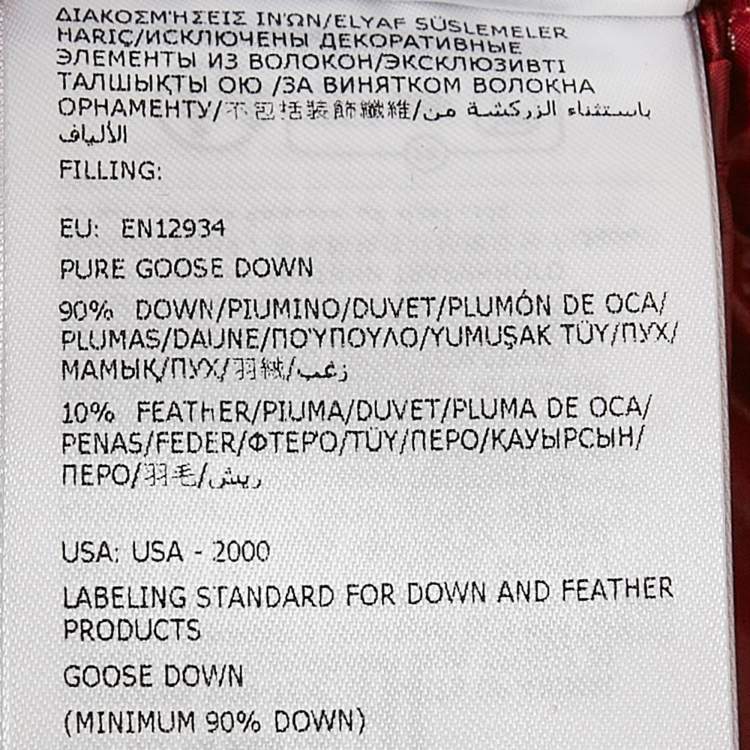 ΔΙΑΚΟΣΜΉΣΕΙΣ ΙΝΏΝ/ELYAF SÜSLEMELER
HARIÇ/ИСКЛЮЧЕНЫ ДЕКОРАТИВНЫЕ
ЭЛЕМЕНТЫ ИЗ ВОЛОКОН/ЭКСКЛЮЗИВТІ
ТАЛШЫҚТЫ ОЮ /ЗА ВИНЯТКОМ ВОЛОКНА
ОРНАМЕНТУ/不包括裝飾纖維/باستثناء الزركشة من
الألياف
FILLING:
EU: EN12934
PURE GOOSE DOWN
90% DOWN/PIUMINO/DUVET/PLUMÓN DE OCA/
PLUMAS/DAUNE/ΠΟΎΠΟΥΛΟ/YUMUŞAK TÜY/ПУХ/
МАМЫҚ/ПУХ/羽絨/زغب
10% FEATHER/PIUMA/DUVET/PLUMA DE OCA/
PENAS/FEDER/ΦΤΕΡΌ/TÜY/ПЕРО/ҚАУЫРСЫН/
ПЕРО/羽毛/ريش
USA: USA - 2000
LABELING STANDARD FOR DOWN AND FEATHER
PRODUCTS
GOOSE DOWN
(MINIMUM 90% DOWN)